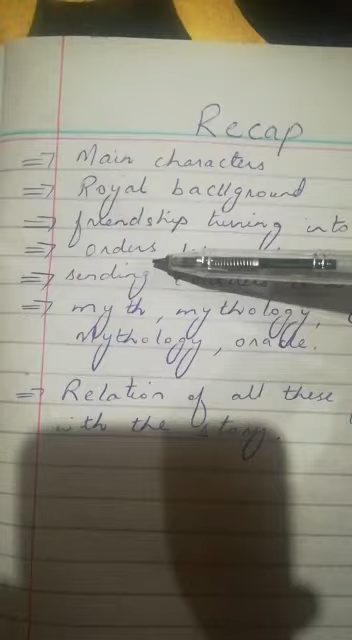 Recap
=> Main characters
=> Royal background
=> friendship turning into
=> orders
=> sending
=> myth, mythology,
Mythology, oracle.
=> Relation of all these
with the story.